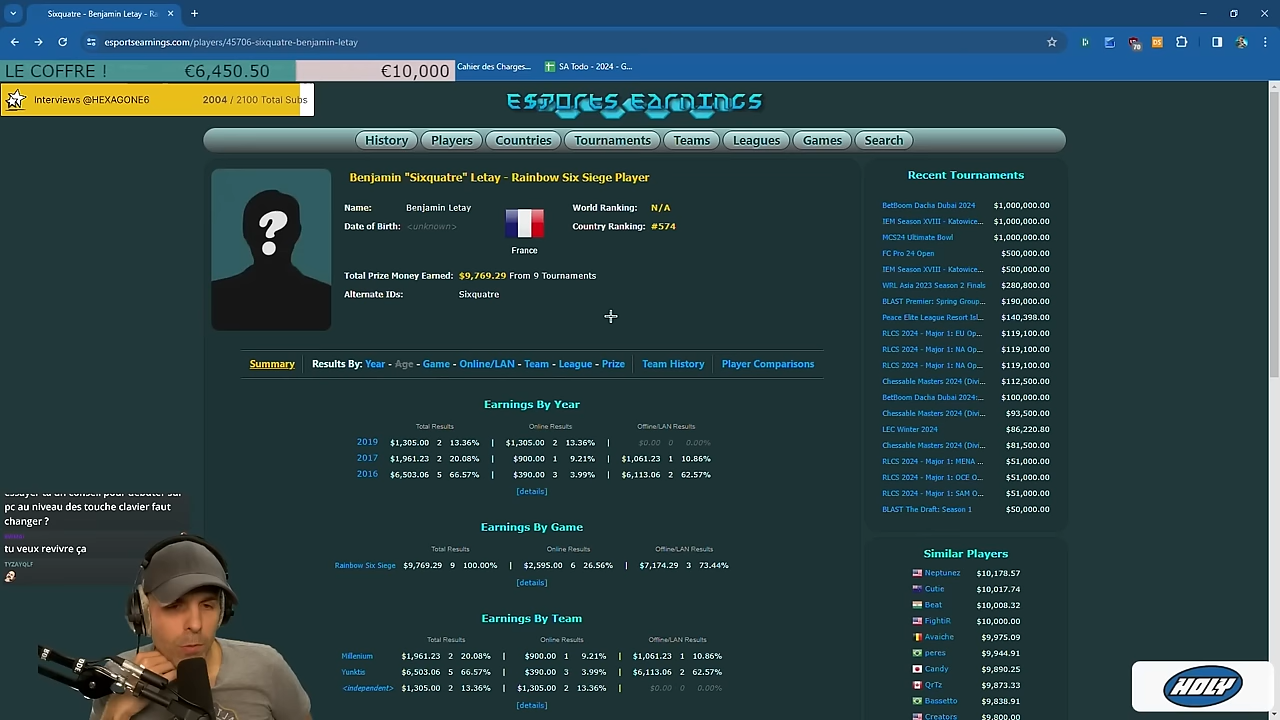 Sixquatre - Benjamin Letay - R
esportsearnings.com/players/45706-sixquatre-benjamin-letay
70
DS
LE COFFRE ! €6,450.50 €10,000
Cahier des Charges...
SA Todo - 2024 - G...
Interviews @HEXAGONE6 2004 / 2100 Total Subs
ESPORTS EARNINGS
History Players Countries Tournaments Teams Leagues Games Search
Benjamin "Sixquatre" Letay - Rainbow Six Siege Player
Name: Benjamin Letay
Date of Birth: <unknown>
France
World Ranking: N/A
Country Ranking: #574
Total Prize Money Earned: $9,769.29 From 9 Tournaments
Alternate IDs: Sixquatre
?
Summary Results By: Year - Age - Game - Online/LAN - Team - League - Prize Team History Player Comparisons
Earnings By Year
Total Results Online Results Offline/LAN Results
2019 $1,305.00 2 13.36% | $1,305.00 2 13.36% | $0.00 0 0.00%
2017 $1,961.23 2 20.08% | $900.00 1 9.21% | $1,061.23 1 10.86%
2016 $6,503.06 5 66.57% | $390.00 3 3.99% | $6,113.06 2 62.57%
[details]
Earnings By Game
Total Results Online Results Offline/LAN Results
Rainbow Six Siege $9,769.29 9 100.00% | $2,595.00 6 26.56% | $7,174.29 3 73.44%
[details]
Earnings By Team
Total Results Online Results Offline/LAN Results
Millenium $1,961.23 2 20.08% | $900.00 1 9.21% | $1,061.23 1 10.86%
Yunktis $6,503.06 5 66.57% | $390.00 3 3.99% | $6,113.06 2 62.57%
<independent> $1,305.00 2 13.36% | $1,305.00 2 13.36% | $0.00 0 0.00%
[details]
Recent Tournaments
BetBoom Dacha Dubai 2024 $1,000,000.00
IEM Season XVIII - Katowice... $1,000,000.00
MCS24 Ultimate Bowl $1,000,000.00
FC Pro 24 Open $500,000.00
IEM Season XVIII - Katowice... $500,000.00
WRL Asia 2023 Season 2 Finals $280,800.00
BLAST Premier: Spring Group... $190,000.00
Peace Elite League Resort Isl... $140,398.00
RLCS 2024 - Major 1: EU Op... $119,100.00
RLCS 2024 - Major 1: NA Op... $119,100.00
RLCS 2024 - Major 1: NA Op... $119,100.00
Chessable Masters 2024 (Divi... $112,500.00
BetBoom Dacha Dubai 2024:... $100,000.00
Chessable Masters 2024 (Divi... $93,500.00
LEC Winter 2024 $86,220.80
Chessable Masters 2024 (Divi... $81,500.00
RLCS 2024 - Major 1: MENA ... $51,000.00
RLCS 2024 - Major 1: OCE O... $51,000.00
RLCS 2024 - Major 1: SAM O... $51,000.00
BLAST The Draft: Season 1 $50,000.00
Similar Players
Neptunez $10,178.57
Cutie $10,017.74
Beat $10,008.32
FightiR $10,000.00
Avaiche $9,975.09
peres $9,944.91
Candy $9,890.25
QrTz $9,873.33
Bassetto $9,838.91
Creators $9,800.00
essayer ta un conseil pour debuter sur
pc au niveau des touche clavier faut
changer ?
tu veux revivre ça
TYZAYQLF
HOLY